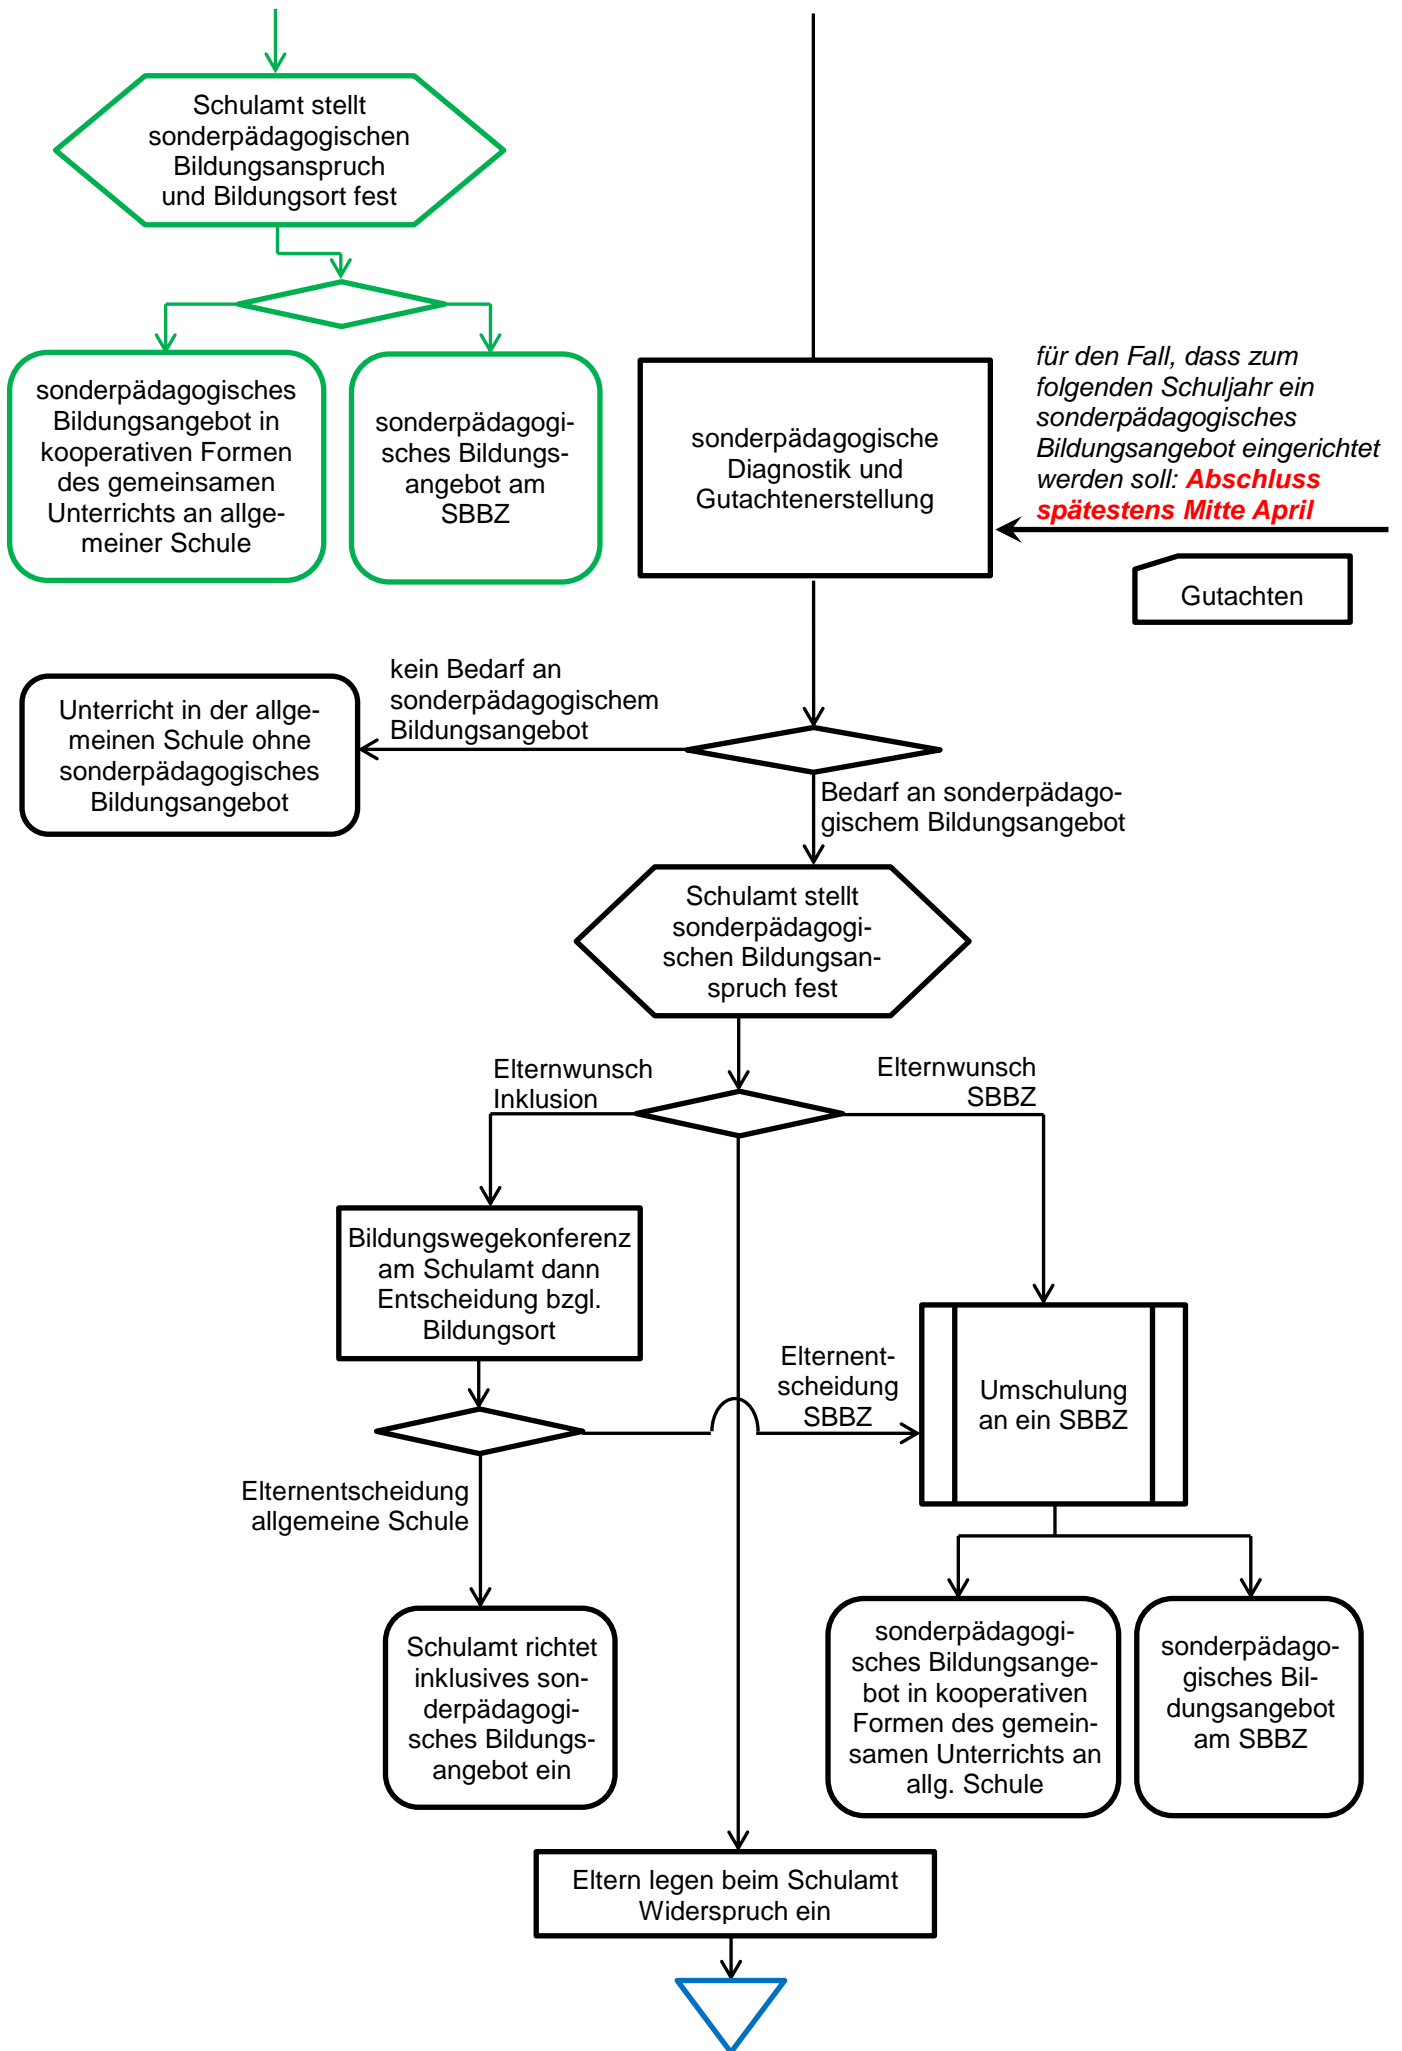 Schulamt stellt
sonderpädagogischen
Bildungsanspruch
und Bildungsort fest
sonderpädagogisches
Bildungsangebot in
kooperativen Formen
des gemeinsamen
Unterrichts an allge-
meiner Schule
sonderpädagogi-
sches Bildungs-
angebot am
SBBZ
sonderpädagogische
Diagnostik und
Gutachtenerstellung
für den Fall, dass zum
folgenden Schuljahr ein
sonderpädagogisches
Bildungsangebot eingerichtet
werden soll: Abschluss
spätestens Mitte April
Gutachten
kein Bedarf an
sonderpädagogischem
Bildungsangebot
Unterricht in der allge-
meinen Schule ohne
sonderpädagogisches
Bildungsangebot
Bedarf an sonderpädago-
gischem Bildungsangebot
Schulamt stellt
sonderpädagogi-
schen Bildungsan-
spruch fest
Elternwunsch
Inklusion
Elternwunsch
SBBZ
Bildungswegekonferenz
am Schulamt dann
Entscheidung bzgl.
Bildungsort
Elternent-
scheidung
SBBZ
Umschulung
an ein SBBZ
Elternentscheidung
allgemeine Schule
Schulamt richtet
inklusives son-
derpädagogi-
sches Bildungs-
angebot ein
sonderpädagogi-
sches Bildungsange-
bot in kooperativen
Formen des gemein-
samen Unterrichts an
allg. Schule
sonderpädago-
gisches Bil-
dungsangebot
am SBBZ
Eltern legen beim Schulamt
Widerspruch ein